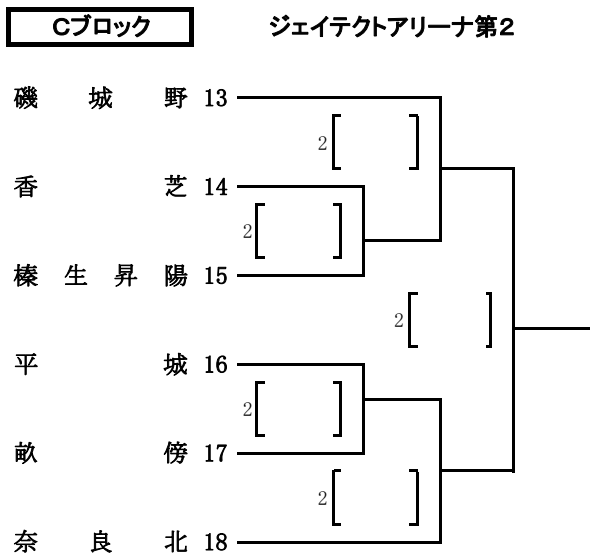 Cブロック ジェイテクトアリーナ第2
磯城野 13
2
香芝 14
2
榛生昇陽 15
2
平城 16
2
畝傍 17
2
奈良北 18